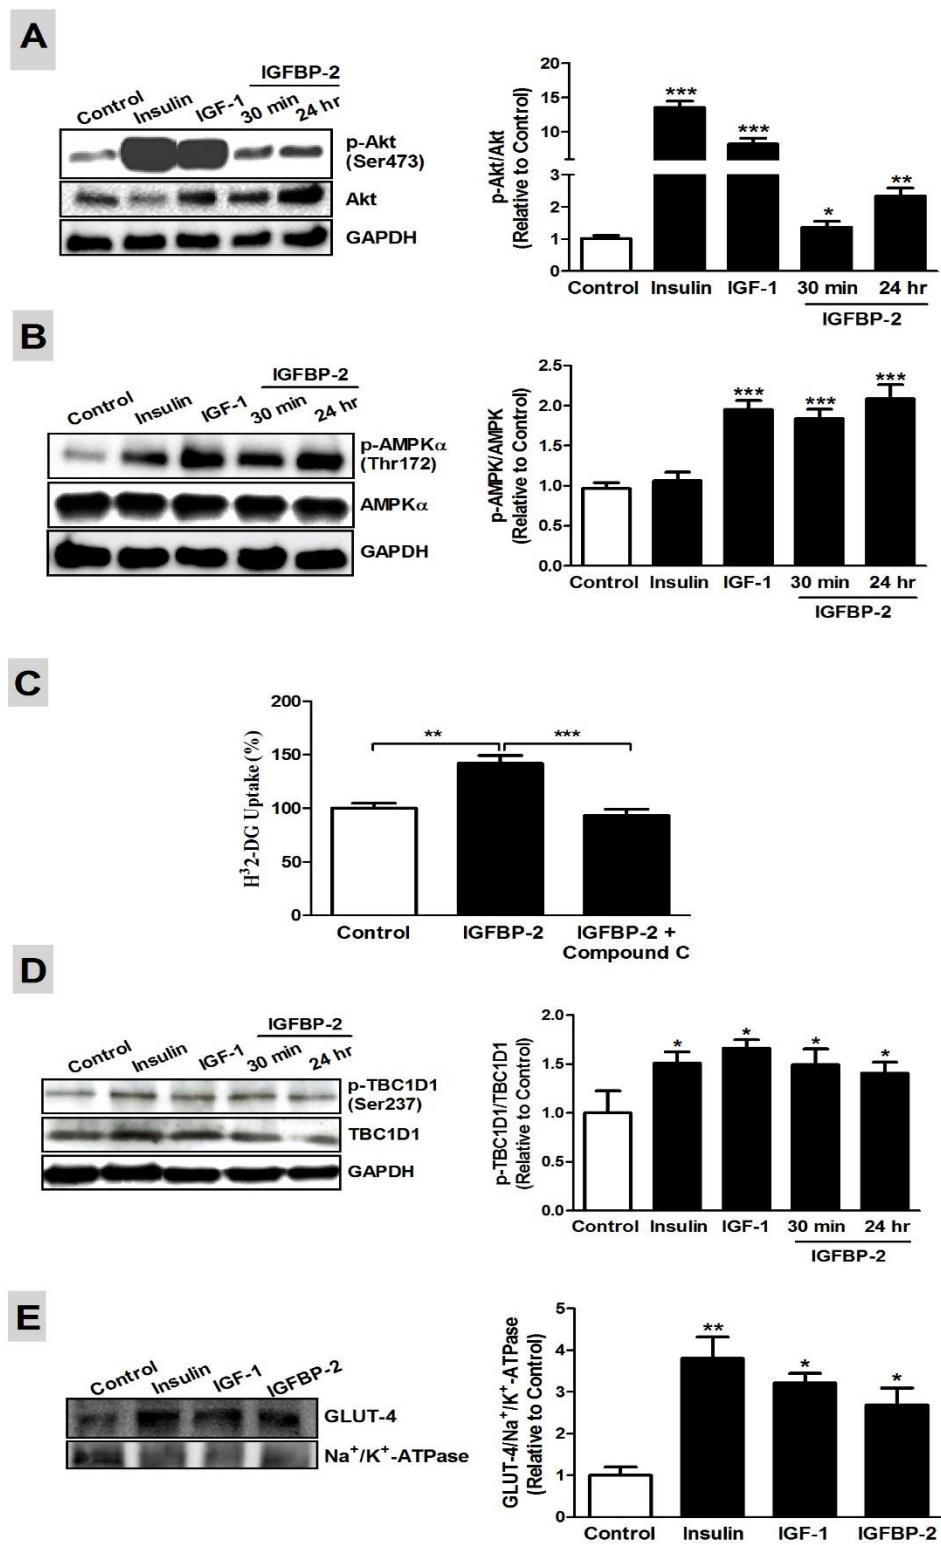 A
IGFBP-2
Control Insulin IGF-1 30 min 24 hr
p-Akt
(Ser473)
Akt
GAPDH
p-Akt/Akt
(Relative to Control)
20
15
10
5
3
2
1
0
***
***
*
**
Control Insulin IGF-1 30 min 24 hr
IGFBP-2
B
IGFBP-2
Control Insulin IGF-1 30 min 24 hr
p-AMPKα
(Thr172)
AMPKα
GAPDH
p-AMPK/AMPK
(Relative to Control)
2.5
2.0
1.5
1.0
0.5
0.0
***
***
***
Control Insulin IGF-1 30 min 24 hr
IGFBP-2
C
H³2-DG Uptake (%)
200
150
100
50
0
** ***
Control IGFBP-2 IGFBP-2 +
Compound C
D
IGFBP-2
Control Insulin IGF-1 30 min 24 hr
p-TBC1D1
(Ser237)
TBC1D1
GAPDH
p-TBC1D1/TBC1D1
(Relative to Control)
2.0
1.5
1.0
0.5
0.0
*
*
*
*
Control Insulin IGF-1 30 min 24 hr
IGFBP-2
E
Control Insulin IGF-1 IGFBP-2
GLUT-4
Na⁺/K⁺-ATPase
GLUT-4/Na⁺/K⁺-ATPase
(Relative to Control)
5
4
3
2
1
0
**
*
*
Control Insulin IGF-1 IGFBP-2